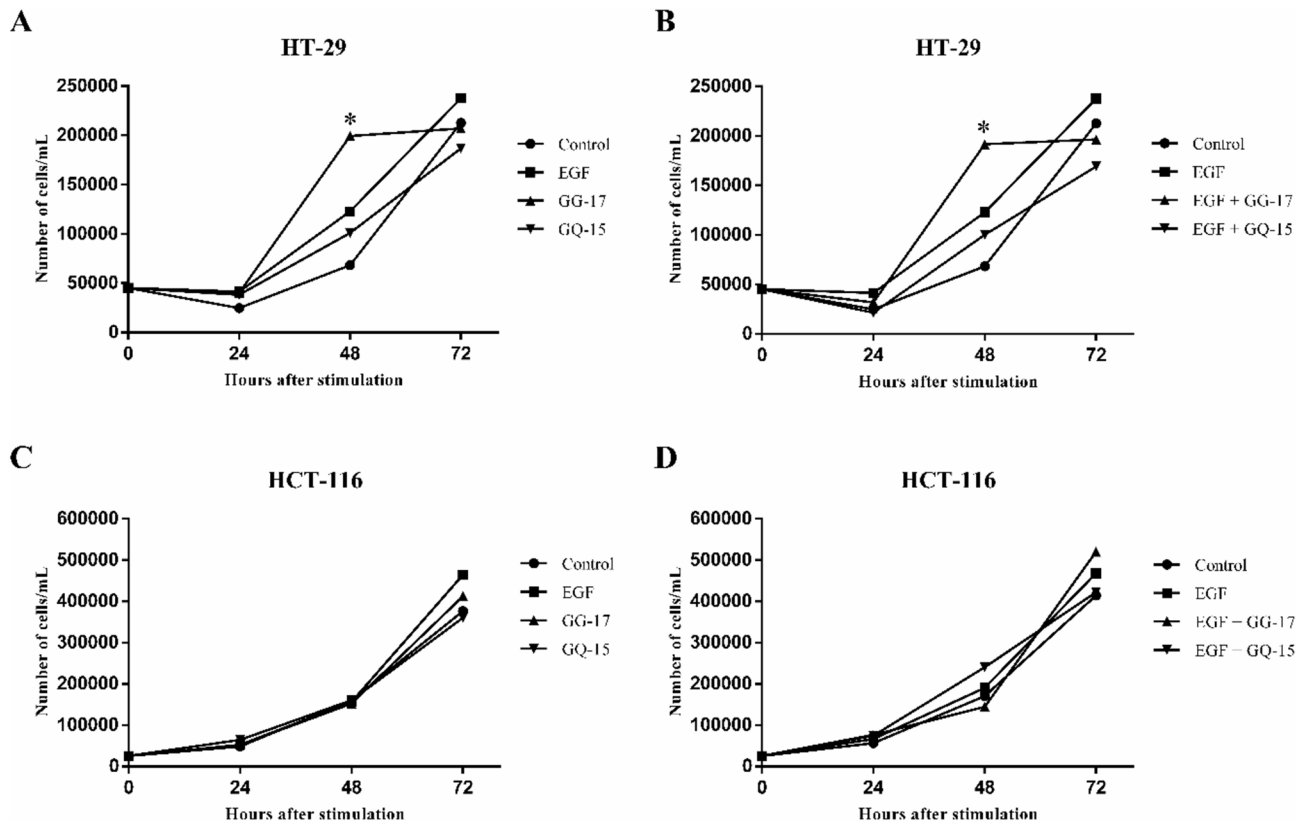 A
HT-29
Number of cells/mL
250000
200000
150000
100000
50000
0
*
0 24 48 72
Hours after stimulation
Control
EGF
GG-17
GQ-15
B
HT-29
Number of cells/mL
250000
200000
150000
100000
50000
0
*
0 24 48 72
Hours after stimulation
Control
EGF
EGF + GG-17
EGF + GQ-15
C
HCT-116
Number of cells/mL
600000
500000
400000
300000
200000
100000
0
0 24 48 72
Hours after stimulation
Control
EGF
GG-17
GQ-15
D
HCT-116
Number of cells/mL
600000
500000
400000
300000
200000
100000
0
0 24 48 72
Hours after stimulation
Control
EGF
EGF − GG-17
EGF − GQ-15